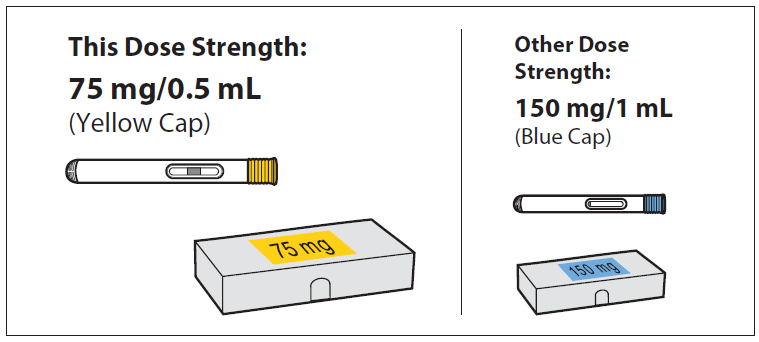 This Dose Strength:
75 mg/0.5 mL
(Yellow Cap)
75 mg
Other Dose
Strength:
150 mg/1 mL
(Blue Cap)
150 mg